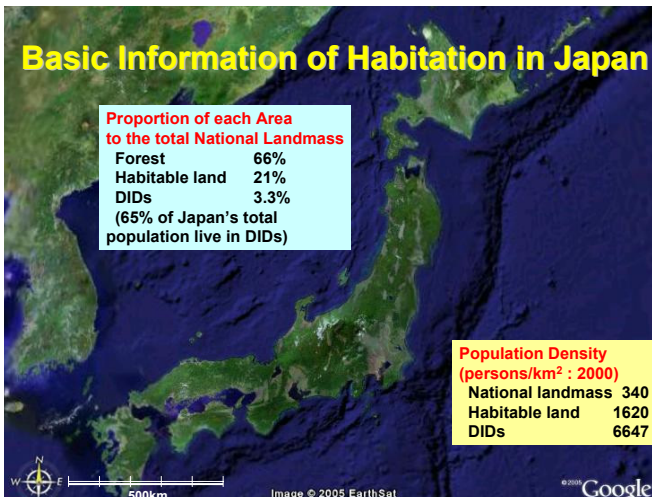 Basic Information of Habitation in Japan
Proportion of each Area
to the total National Landmass
Forest 66%
Habitable land 21%
DIDs 3.3%
(65% of Japan's total
population live in DIDs)
Population Density
(persons/km² : 2000)
National landmass 340
Habitable land 1620
DIDs 6647
N
W E
500km
Image © 2005 EarthSat
©2005 Google